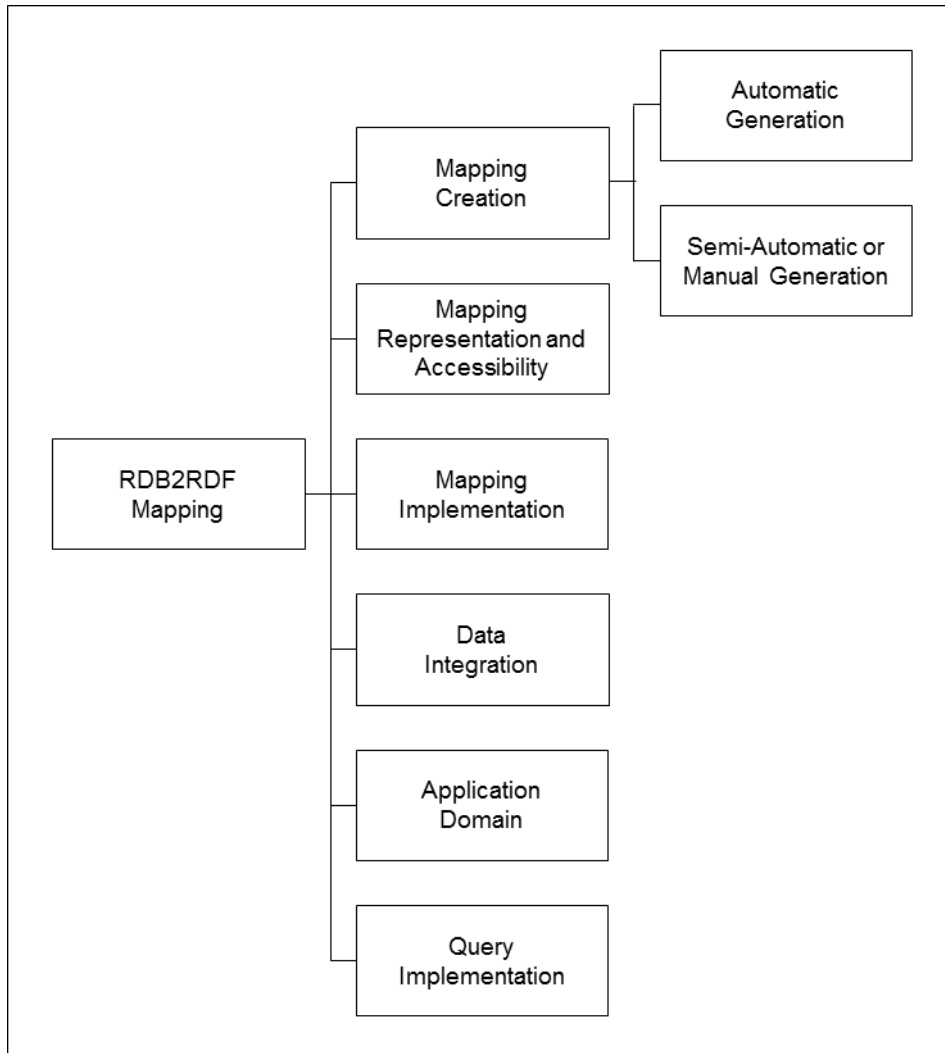 Automatic
Generation
Mapping
Creation
Semi-Automatic or
Manual Generation
Mapping
Representation and
Accessibility
RDB2RDF
Mapping
Mapping
Implementation
Data
Integration
Application
Domain
Query
Implementation